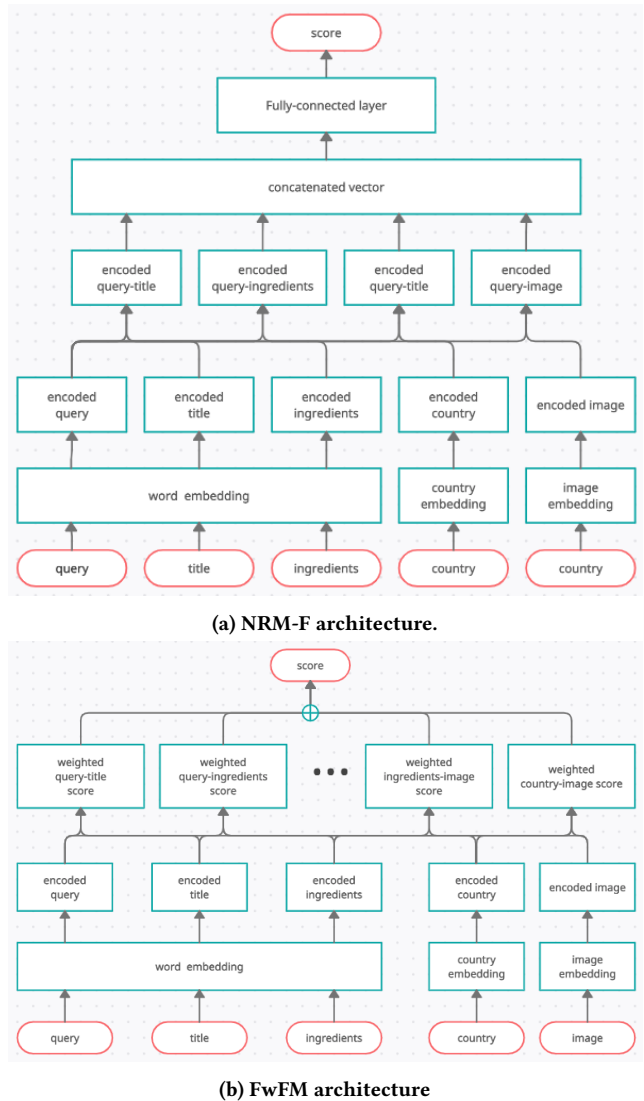 score
Fully-connected layer
concatenated vector
encoded
query-title
encoded
query-ingredients
encoded
query-title
encoded
query-image
encoded
query
encoded
title
encoded
ingredients
encoded
country
encoded image
word embedding
country
embedding
image
embedding
query
title
ingredients
country
country
(a) NRM-F architecture.
score
weighted
query-title
score
weighted
query-ingredients
score
weighted
ingredients-image
score
weighted
country-image score
encoded
query
encoded
title
encoded
ingredients
encoded
country
encoded image
word embedding
country
embedding
image
embedding
query
title
ingredients
country
image
(b) FwFM architecture